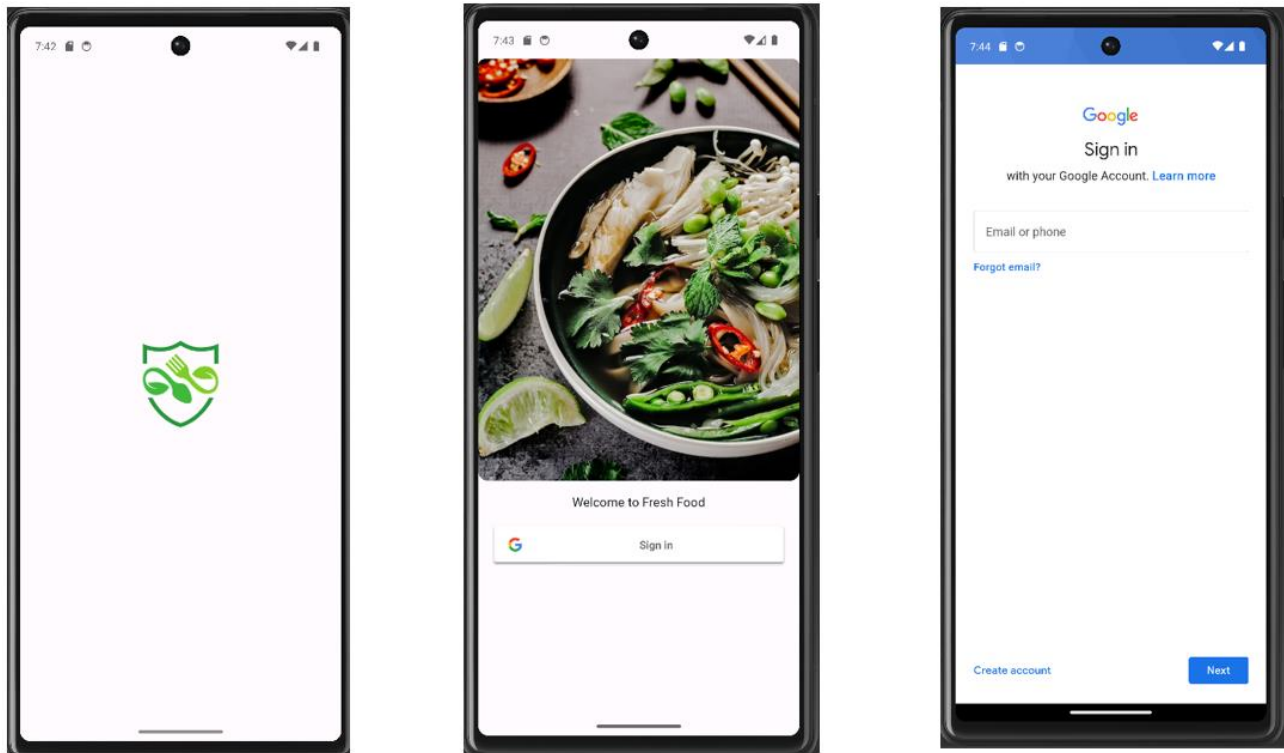 7:42
7:43
Welcome to Fresh Food
G Sign in
7:44
Google
Sign in
with your Google Account. Learn more
Email or phone
Forgot email?
Create account
Next